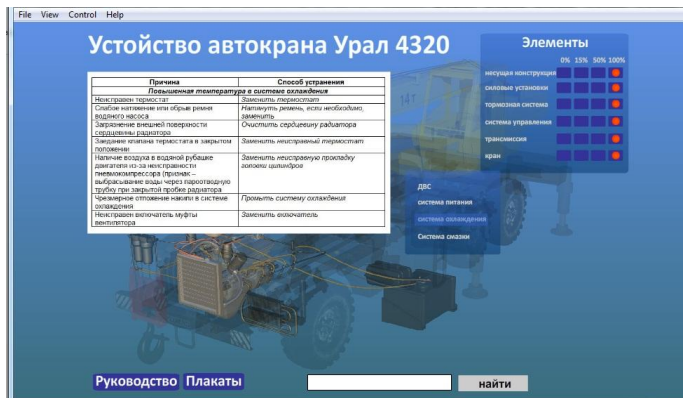 File View Control Help
Устойство автокрана Урал 4320
Элементы
0% 15% 50% 100%
несущая конструкция
силовые установки
тормозная система
система управления
трансмиссия
кран
Причина Способ устранения
Повышенная температура в системе охлаждения
Неисправен термостат Заменить термостат
Слабое натяжение или обрыв ремня Натянуть ремень, если необходимо,
водяного насоса заменить
Загрязнение внешней поверхности Очистить сердцевину радиатора
сердцевины радиатора
Заедание клапана термостата в закрытом Заменить неисправный термостат
положении
Наличие воздуха в водяной рубашке Заменить неисправную прокладку
двигателя из-за неисправности головки цилиндров
пневмокомпрессора (признак –
выбрасывание воды через пароотводную
трубку при закрытой пробке радиатора
Чрезмерное отложение накипи в системе Промыть систему охлаждения
охлаждения
Неисправен включатель муфты Заменить включатель
вентилятора
14т
ДВС
система питания
система охлаждения
Система смазки
Руководство Плакаты
найти